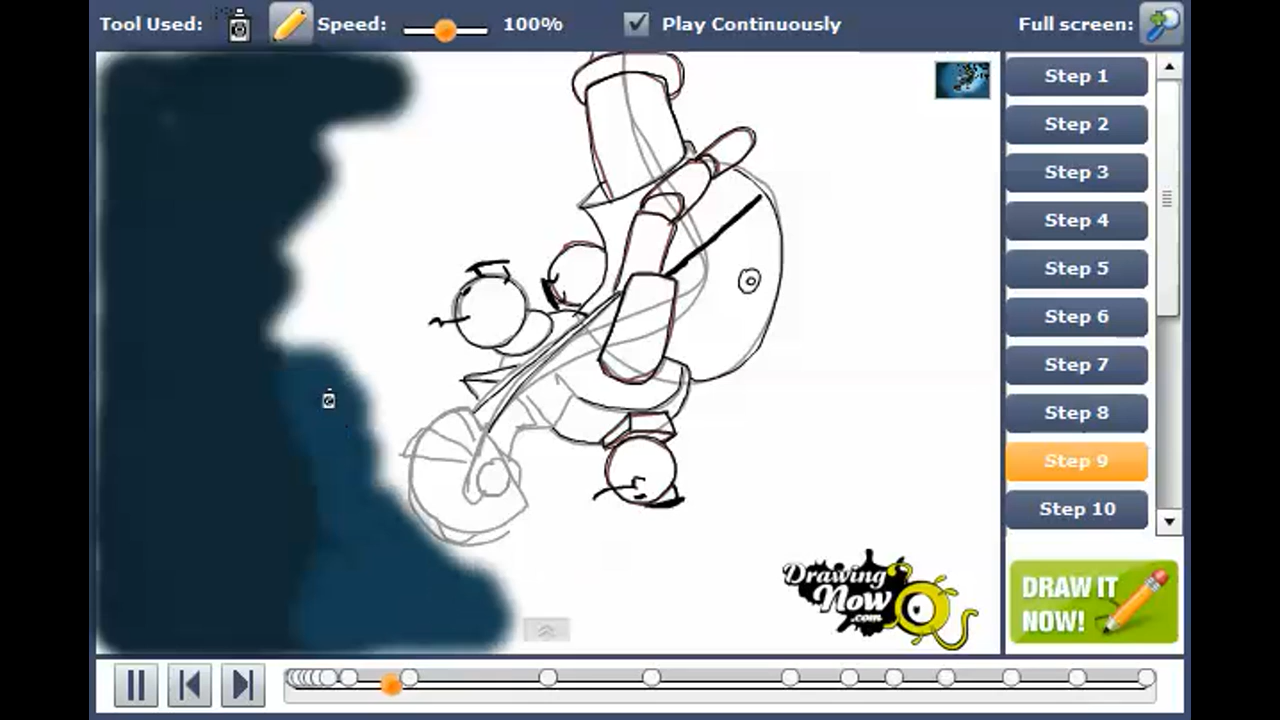 Tool Used:
Speed:
100%
Play Continuously
Full screen:
Step 1
Step 2
Step 3
Step 4
Step 5
Step 6
Step 7
Step 8
Step 9
Step 10
Drawing
Now
.com
DRAW IT
NOW!